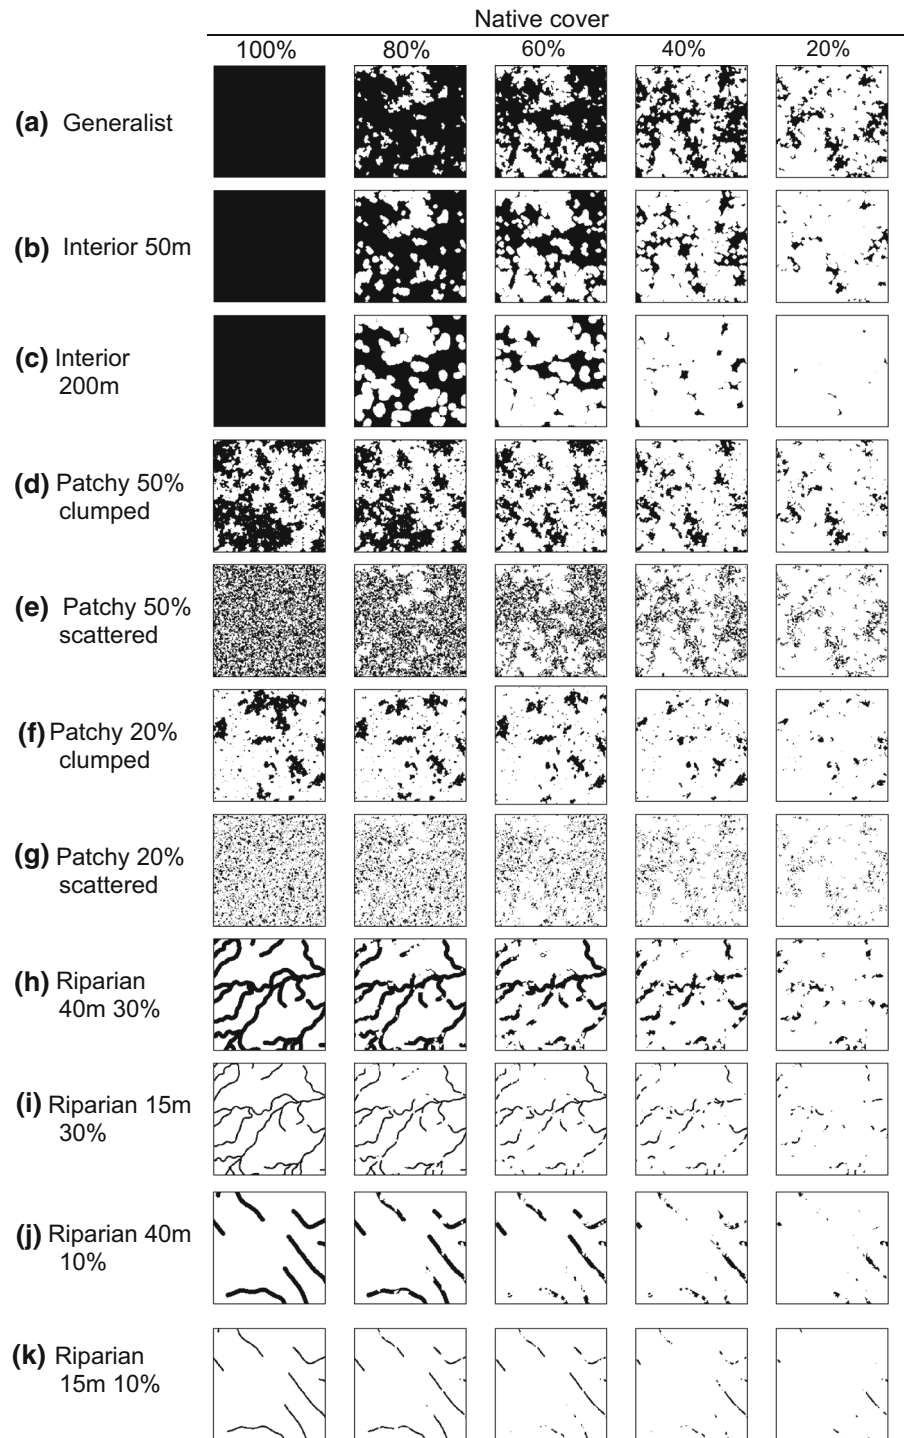 Native cover
100% 80% 60% 40% 20%
(a) Generalist
(b) Interior 50m
(c) Interior
200m
(d) Patchy 50%
clumped
(e) Patchy 50%
scattered
(f) Patchy 20%
clumped
(g) Patchy 20%
scattered
(h) Riparian
40m 30%
(i) Riparian 15m
30%
(j) Riparian 40m
10%
(k) Riparian
15m 10%